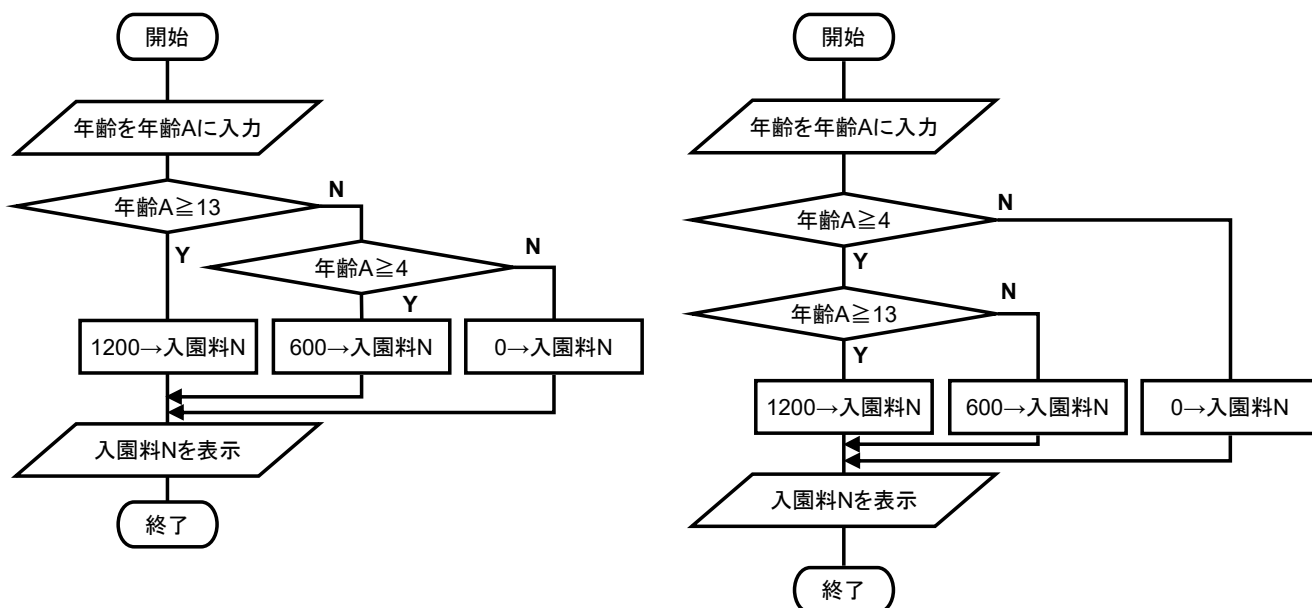 開始
年齢を年齢Aに入力
年齢A≧13
N
Y
年齢A≧4
N
Y
1200→入園料N
600→入園料N
0→入園料N
入園料Nを表示
終了
開始
年齢を年齢Aに入力
年齢A≧4
N
Y
年齢A≧13
N
Y
1200→入園料N
600→入園料N
0→入園料N
入園料Nを表示
終了